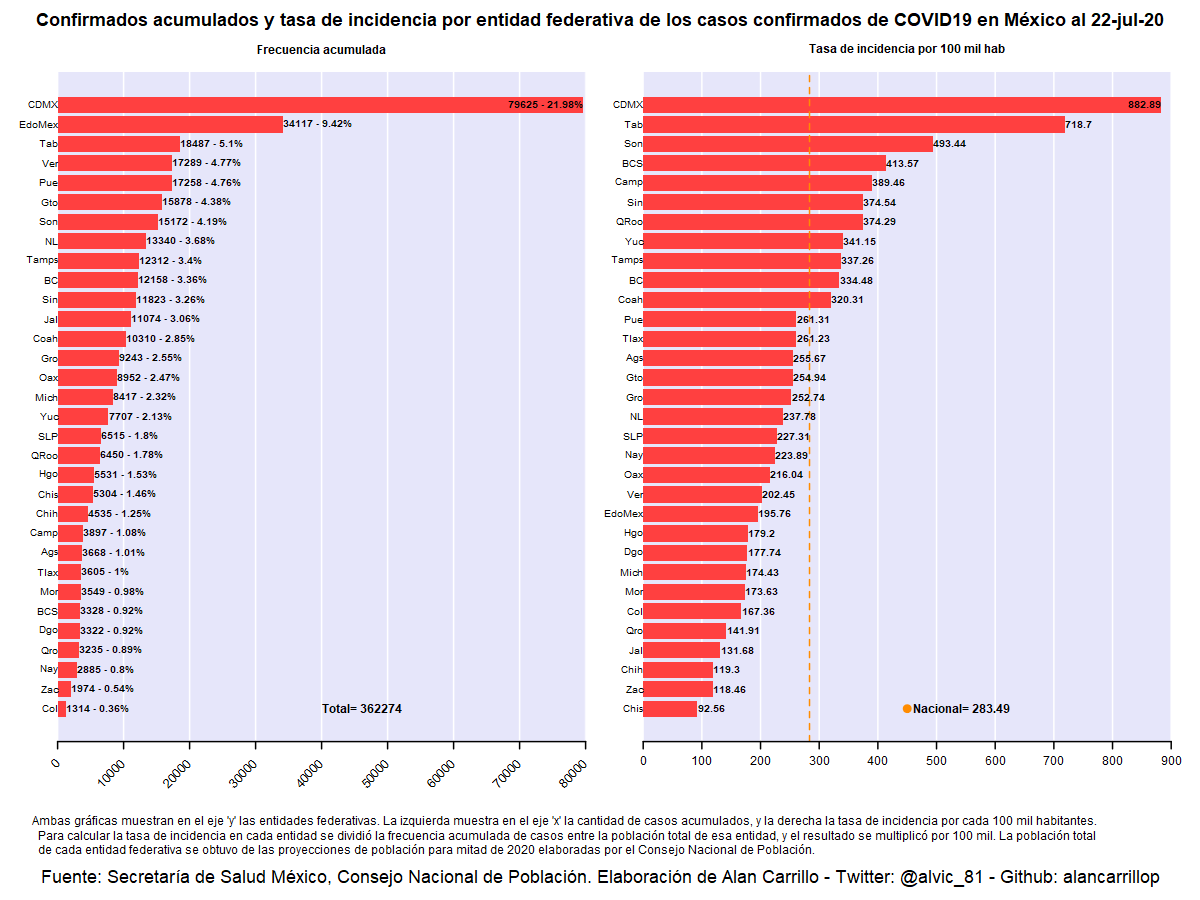 Confirmados acumulados y tasa de incidencia por entidad federativa de los casos confirmados de COVID19 en México al 22-jul-20
Frecuencia acumulada
CDMX 79625 - 21.98%
EdoMex 34117 - 9.42%
Tab 18487 - 5.1%
Ver 17289 - 4.77%
Pue 17258 - 4.76%
Gto 15878 - 4.38%
Son 15172 - 4.19%
NL 13340 - 3.68%
Tamps 12312 - 3.4%
BC 12158 - 3.36%
Sin 11823 - 3.26%
Jal 11074 - 3.06%
Coah 10310 - 2.85%
Gro 9243 - 2.55%
Oax 8952 - 2.47%
Mich 8417 - 2.32%
Yuc 7707 - 2.13%
SLP 6515 - 1.8%
QRoo 6450 - 1.78%
Hgo 5531 - 1.53%
Chis 5304 - 1.46%
Chih 4535 - 1.25%
Camp 3897 - 1.08%
Ags 3668 - 1.01%
Tlax 3605 - 1%
Mor 3549 - 0.98%
BCS 3328 - 0.92%
Dgo 3322 - 0.92%
Qro 3235 - 0.89%
Nay 2885 - 0.8%
Zac 1974 - 0.54%
Col 1314 - 0.36%
Total= 362274
0 10000 20000 30000 40000 50000 60000 70000 80000
Tasa de incidencia por 100 mil hab
CDMX 882.89
Tab 718.7
Son 493.44
BCS 413.57
Camp 389.46
Sin 374.54
QRoo 374.29
Yuc 341.15
Tamps 337.26
BC 334.48
Coah 320.31
Pue 261.31
Tlax 261.23
Ags 255.67
Gto 254.94
Gro 252.74
NL 237.78
SLP 227.31
Nay 223.89
Oax 216.04
Ver 202.45
EdoMex 195.76
Hgo 179.2
Dgo 177.74
Mich 174.43
Mor 173.63
Col 167.36
Qro 141.91
Jal 131.68
Chih 119.3
Zac 118.46
Chis 92.56
Nacional= 283.49
0 100 200 300 400 500 600 700 800 900
Ambas gráficas muestran en el eje 'y' las entidades federativas. La izquierda muestra en el eje 'x' la cantidad de casos acumulados, y la derecha la tasa de incidencia por cada 100 mil habitantes.
Para calcular la tasa de incidencia en cada entidad se dividió la frecuencia acumulada de casos entre la población total de esa entidad, y el resultado se multiplicó por 100 mil. La población total
de cada entidad federativa se obtuvo de las proyecciones de población para mitad de 2020 elaboradas por el Consejo Nacional de Población.
Fuente: Secretaría de Salud México, Consejo Nacional de Población. Elaboración de Alan Carrillo - Twitter: @alvic_81 - Github: alancarrillop